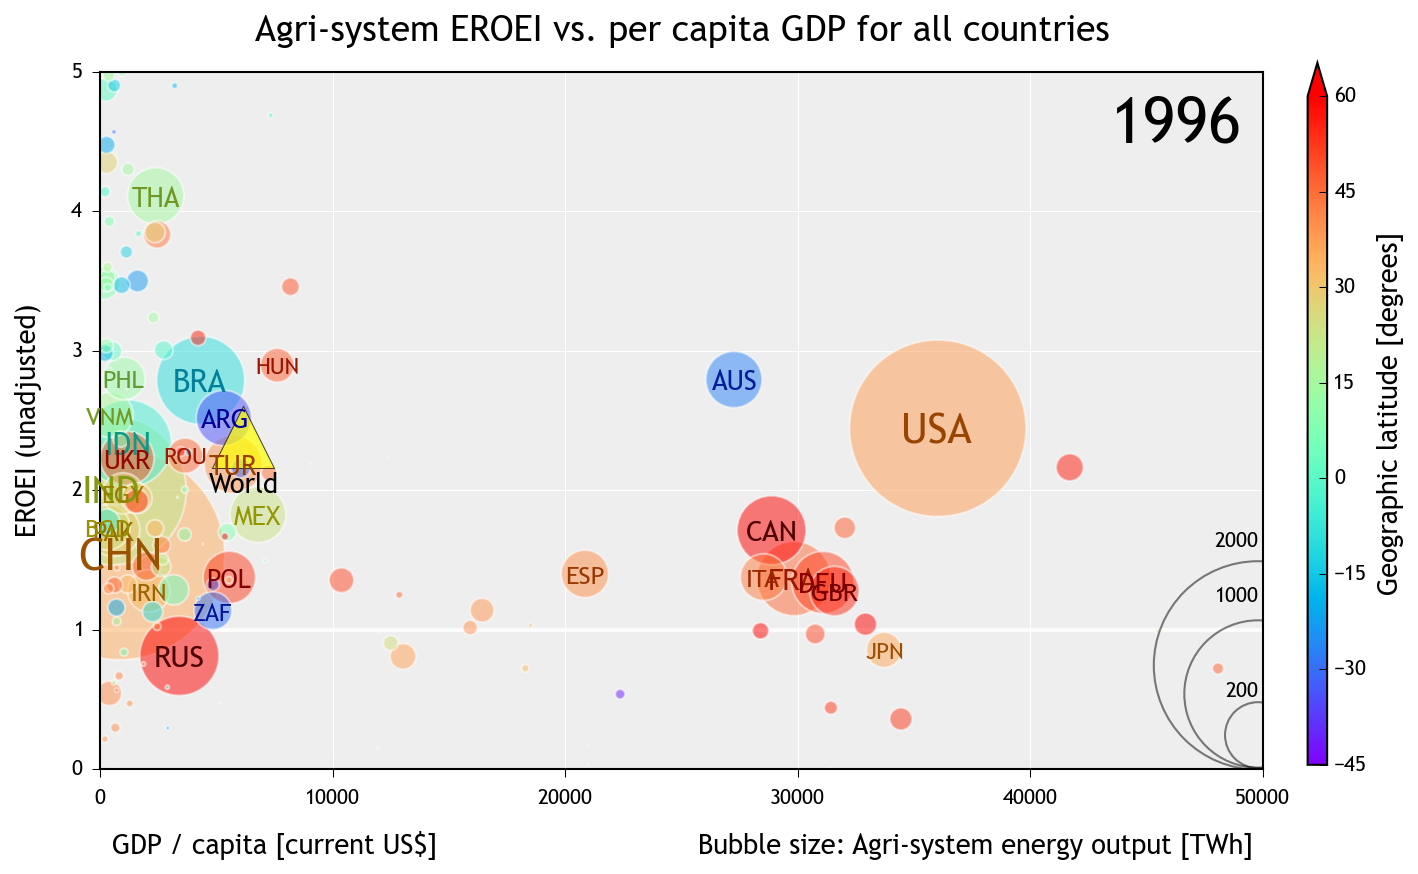 Agri-system EROEI vs. per capita GDP for all countries
1996
EROEI (unadjusted)
5
4
3
2
1
0
THA
HUN
PHL
BRA
AUS
VNM
ARG
USA
IDN
UKR
ROU
TUR
World
IND
EGY
MEX
BGD
PAK
CAN
CHN
POL
ESP
ITA
FRA
DEU
GBR
IRN
ZAF
RUS
JPN
2000
1000
200
0
10000
20000
30000
40000
50000
GDP / capita [current US$]
Bubble size: Agri-system energy output [TWh]
60
45
30
15
0
−15
−30
−45
Geographic latitude [degrees]